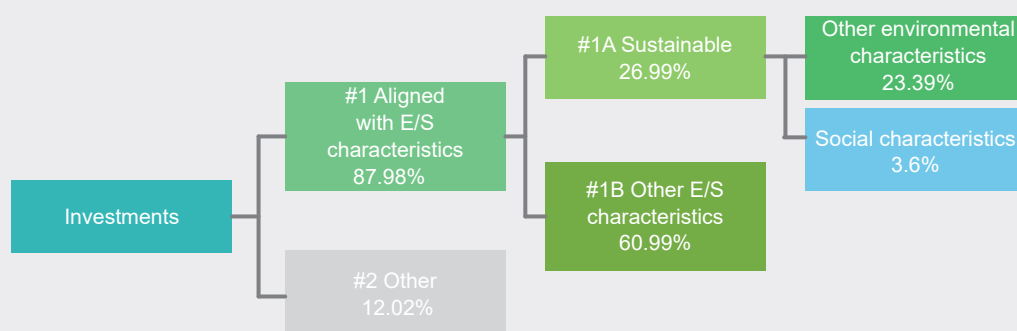 Investments
#1 Aligned
with E/S
characteristics
87.98%
#2 Other
12.02%
#1A Sustainable
26.99%
#1B Other E/S
characteristics
60.99%
Other environmental
characteristics
23.39%
Social characteristics
3.6%